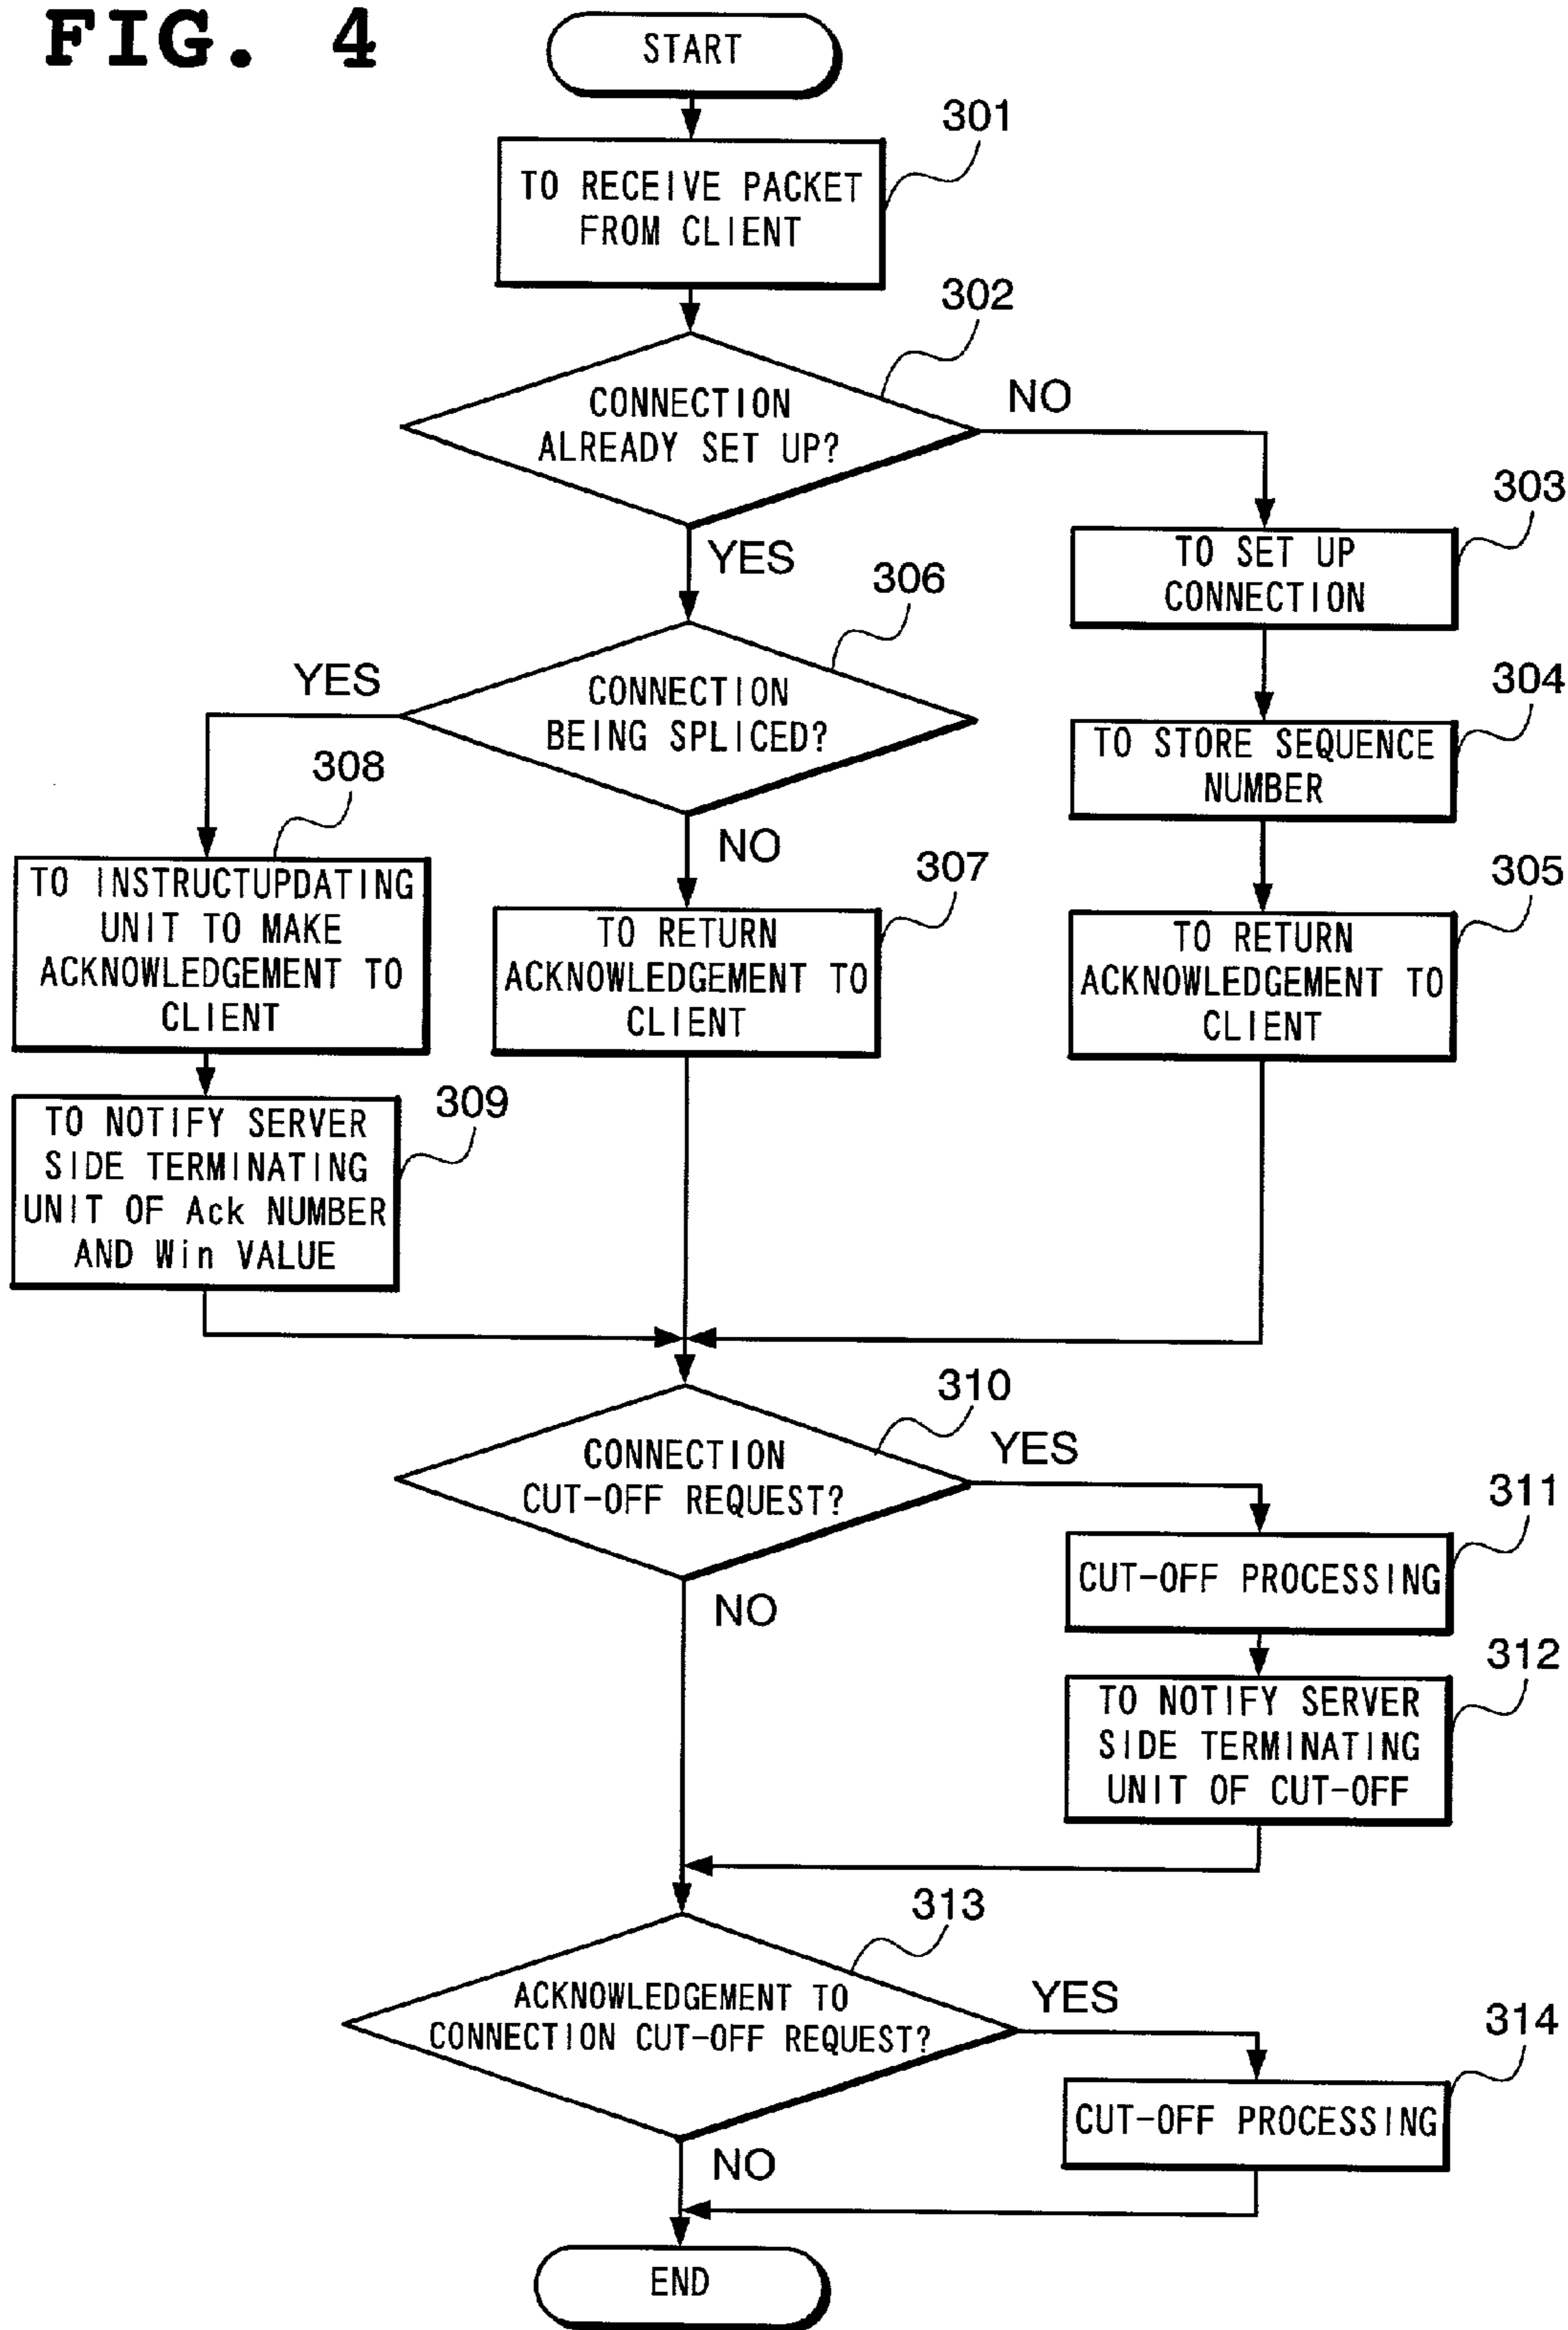 FIG. 4
START
301
TO RECEIVE PACKET
FROM CLIENT
302
CONNECTION
ALREADY SET UP?
NO
YES
303
TO SET UP
CONNECTION
304
TO STORE SEQUENCE
NUMBER
305
TO RETURN
ACKNOWLEDGEMENT TO
CLIENT
306
CONNECTION
BEING SPLICED?
YES
NO
307
TO RETURN
ACKNOWLEDGEMENT TO
CLIENT
308
TO INSTRUCTUPDATING
UNIT TO MAKE
ACKNOWLEDGEMENT TO
CLIENT
309
TO NOTIFY SERVER
SIDE TERMINATING
UNIT OF Ack NUMBER
AND Win VALUE
310
CONNECTION
CUT-OFF REQUEST?
YES
NO
311
CUT-OFF PROCESSING
312
TO NOTIFY SERVER
SIDE TERMINATING
UNIT OF CUT-OFF
313
ACKNOWLEDGEMENT TO
CONNECTION CUT-OFF REQUEST?
YES
NO
314
CUT-OFF PROCESSING
END